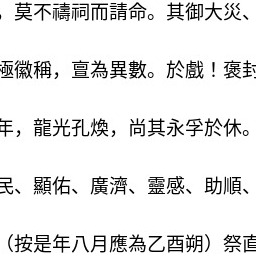 ，莫不禱祠而請命。其御大災、
極徽稱，亶為異數。於戲！褒封
年，龍光孔煥，尚其永孚於休。
民、顯佑、廣濟、靈感、助順、
（按是年八月應為乙酉朔）祭直